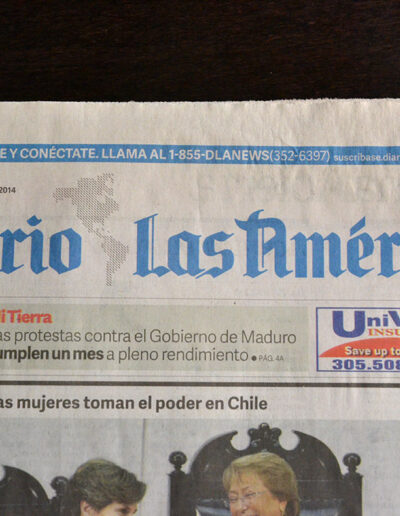 E Y CONÉCTATE. LLAMA AL 1-855-DLANEWS(352-6397) suscribase.diar
2014
rio Las Amér
i Tierra
as protestas contra el Gobierno de Maduro
umplen un mes a pleno rendimiento ● PÁG. 4A
UniV
INSU
Save up to
305.508
as mujeres toman el poder en Chile